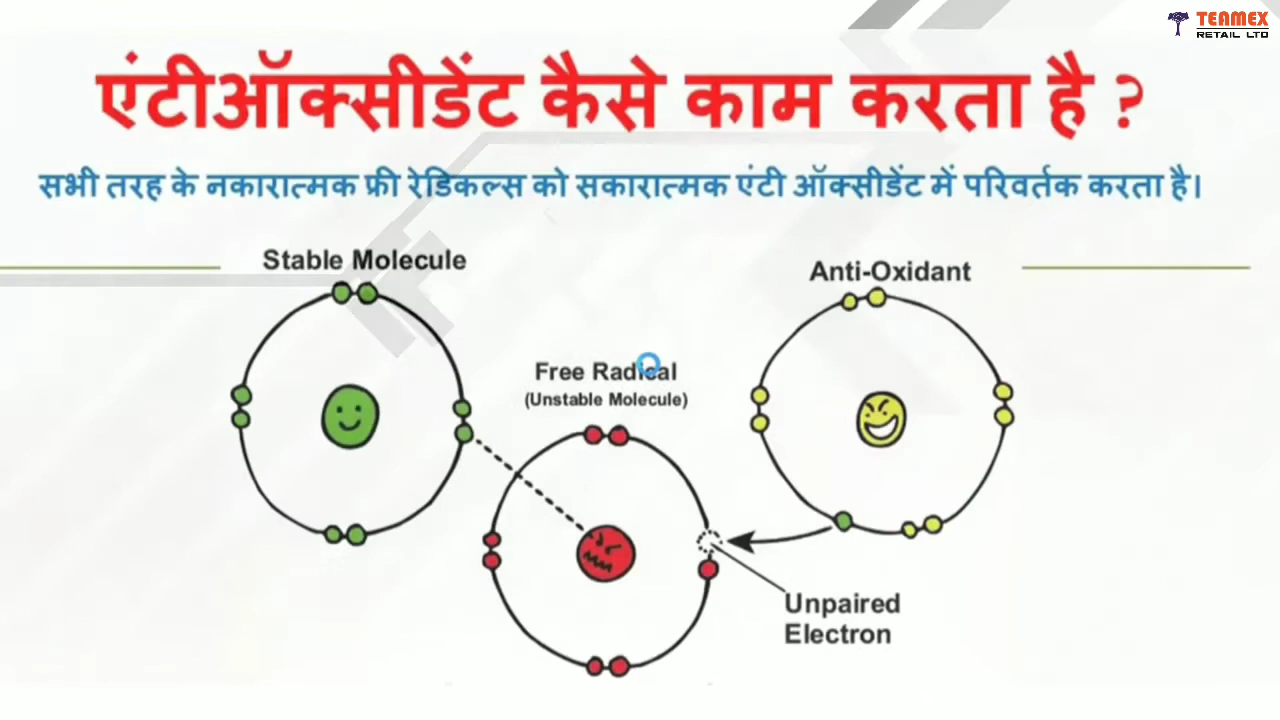 TEAMEX
RETAIL LTD
एंटीऑक्सीडेंट कैसे काम करता है ?
सभी तरह के नकारात्मक फ्री रेडिकल्स को सकारात्मक एंटी ऑक्सीडेंट में परिवर्तक करता है।
Stable Molecule
Anti-Oxidant
Free Radical
(Unstable Molecule)
Unpaired
Electron